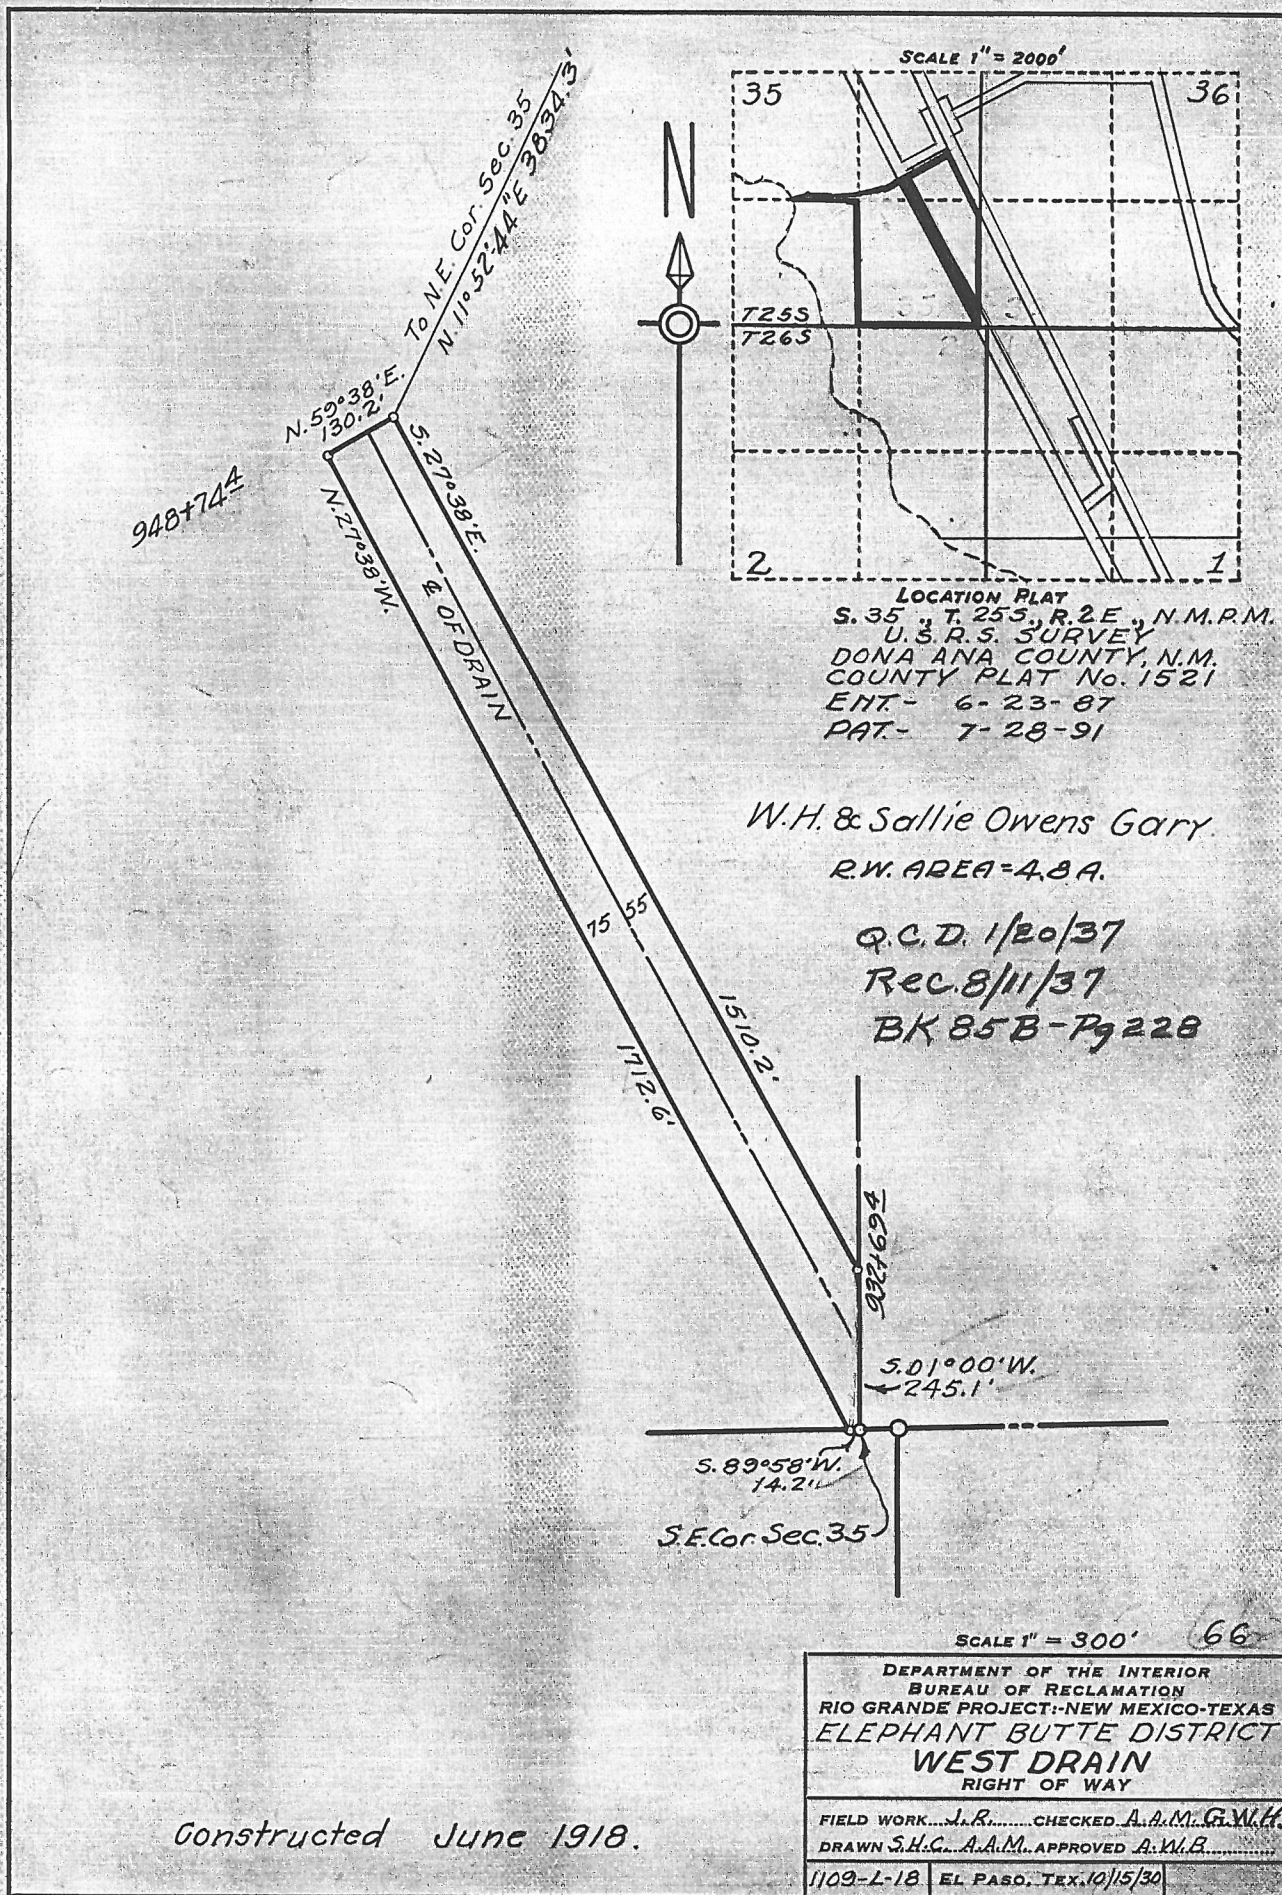 SCALE 1" = 2000'
35
36
T25S
T26S
2
1
N
LOCATION PLAT
S. 35 ., T. 25S., R. 2E ., N.M.P.M.
U.S.R.S. SURVEY
DONA ANA COUNTY, N.M.
COUNTY PLAT No. 1521
ENT.- 6-23-87
PAT.- 7-28-91
To N.E. Cor. Sec. 35
N. 11°52'44" E 3834.3'
N. 59°38' E.
130.2'
948+74 4
S. 27°38' E.
N. 27°38' W.
℄ OF DRAIN
75 55
1510.2'
1712.6'
W.H. & Sallie Owens Gary.
R.W. AREA = 4.8 A.
Q.C.D. 1/20/37
Rec. 8/11/37
BK 85B - Pg 228
932+69 4
S. 01°00' W.
245.1'
S. 89°58' W.
14.2'
S.E. Cor. Sec. 35
SCALE 1" = 300'
66
DEPARTMENT OF THE INTERIOR
BUREAU OF RECLAMATION
RIO GRANDE PROJECT:-NEW MEXICO-TEXAS
ELEPHANT BUTTE DISTRICT
WEST DRAIN
RIGHT OF WAY
FIELD WORK...J.R.... CHECKED A.A.M. G.W.H.
DRAWN S.H.C. A.A.M. APPROVED A.W.B.
1109-L-18 EL PASO, TEX. 10/15/30
Constructed June 1918.